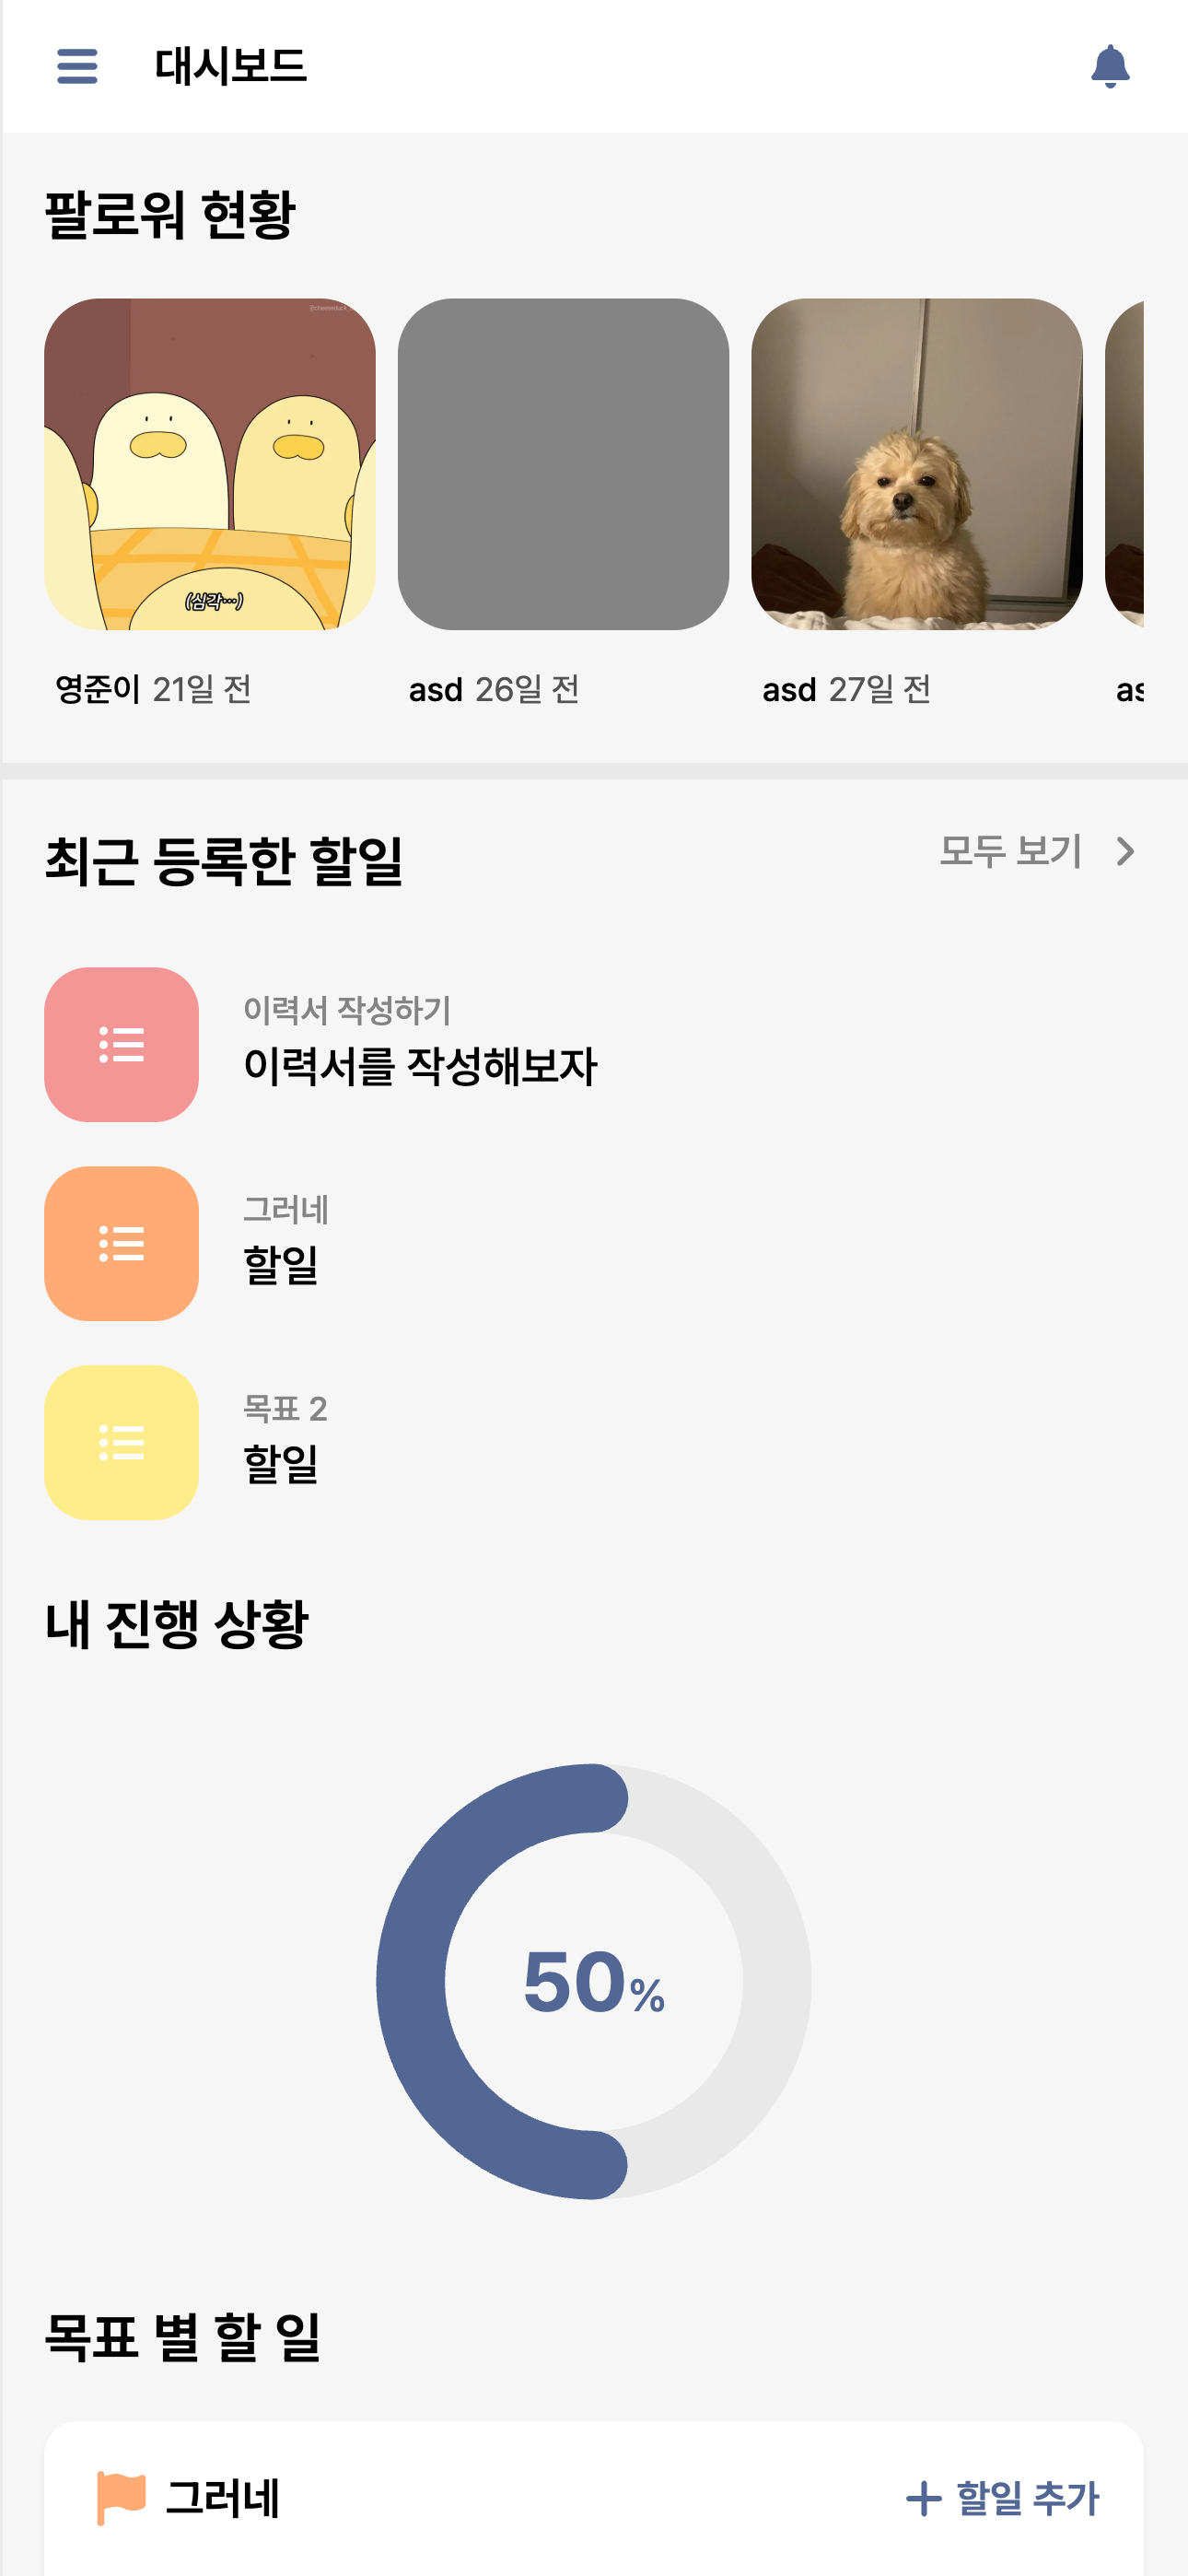 대시보드
팔로워 현황
(심각…)
영준이 21일 전
asd 26일 전
asd 27일 전
as
최근 등록한 할일
모두 보기
이력서 작성하기
이력서를 작성해보자
그러네
할일
목표 2
할일
내 진행 상황
50%
목표 별 할 일
그러네
+ 할일 추가